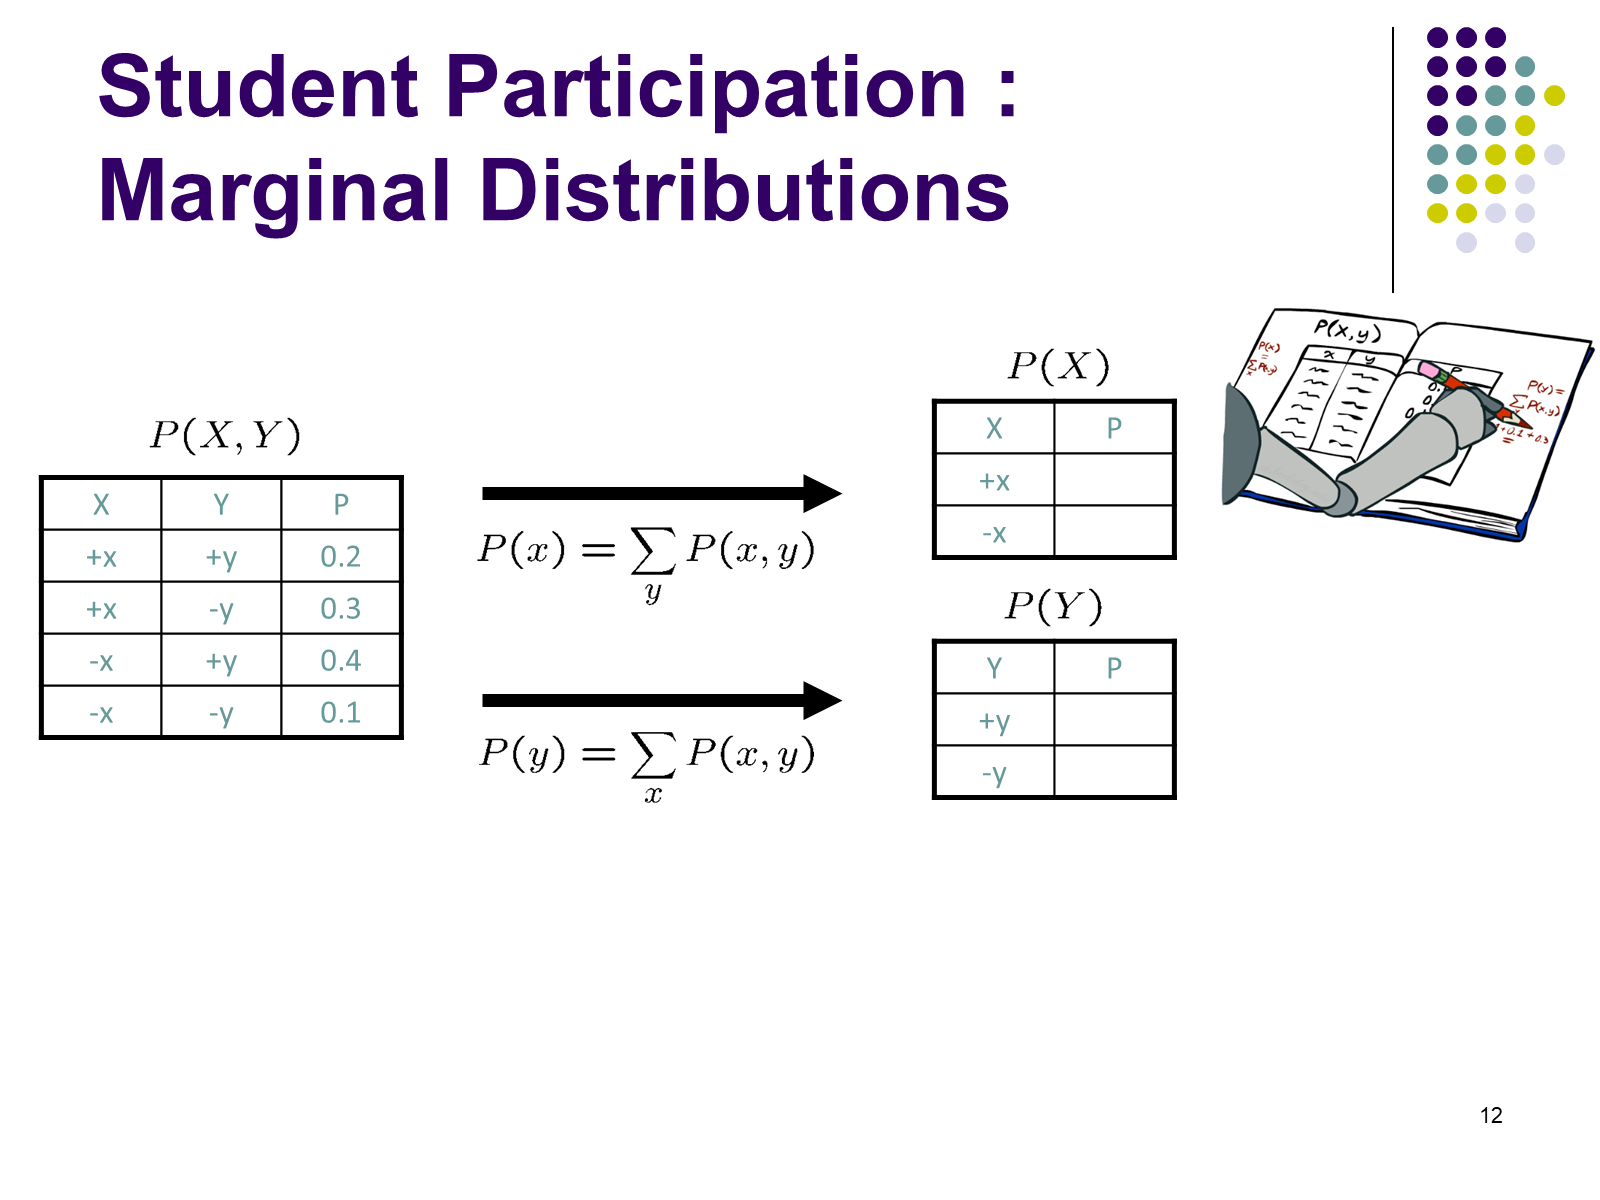 Student Participation :
Marginal Distributions
P(X, Y)
X Y P
+x +y 0.2
+x -y 0.3
-x +y 0.4
-x -y 0.1
P(x) = ∑_y P(x, y)
P(y) = ∑_x P(x, y)
P(X)
X P
+x
-x
P(Y)
Y P
+y
-y
P(x,y)
x y P
P(x)
=
P(y) =
∑ P(x,y)
12